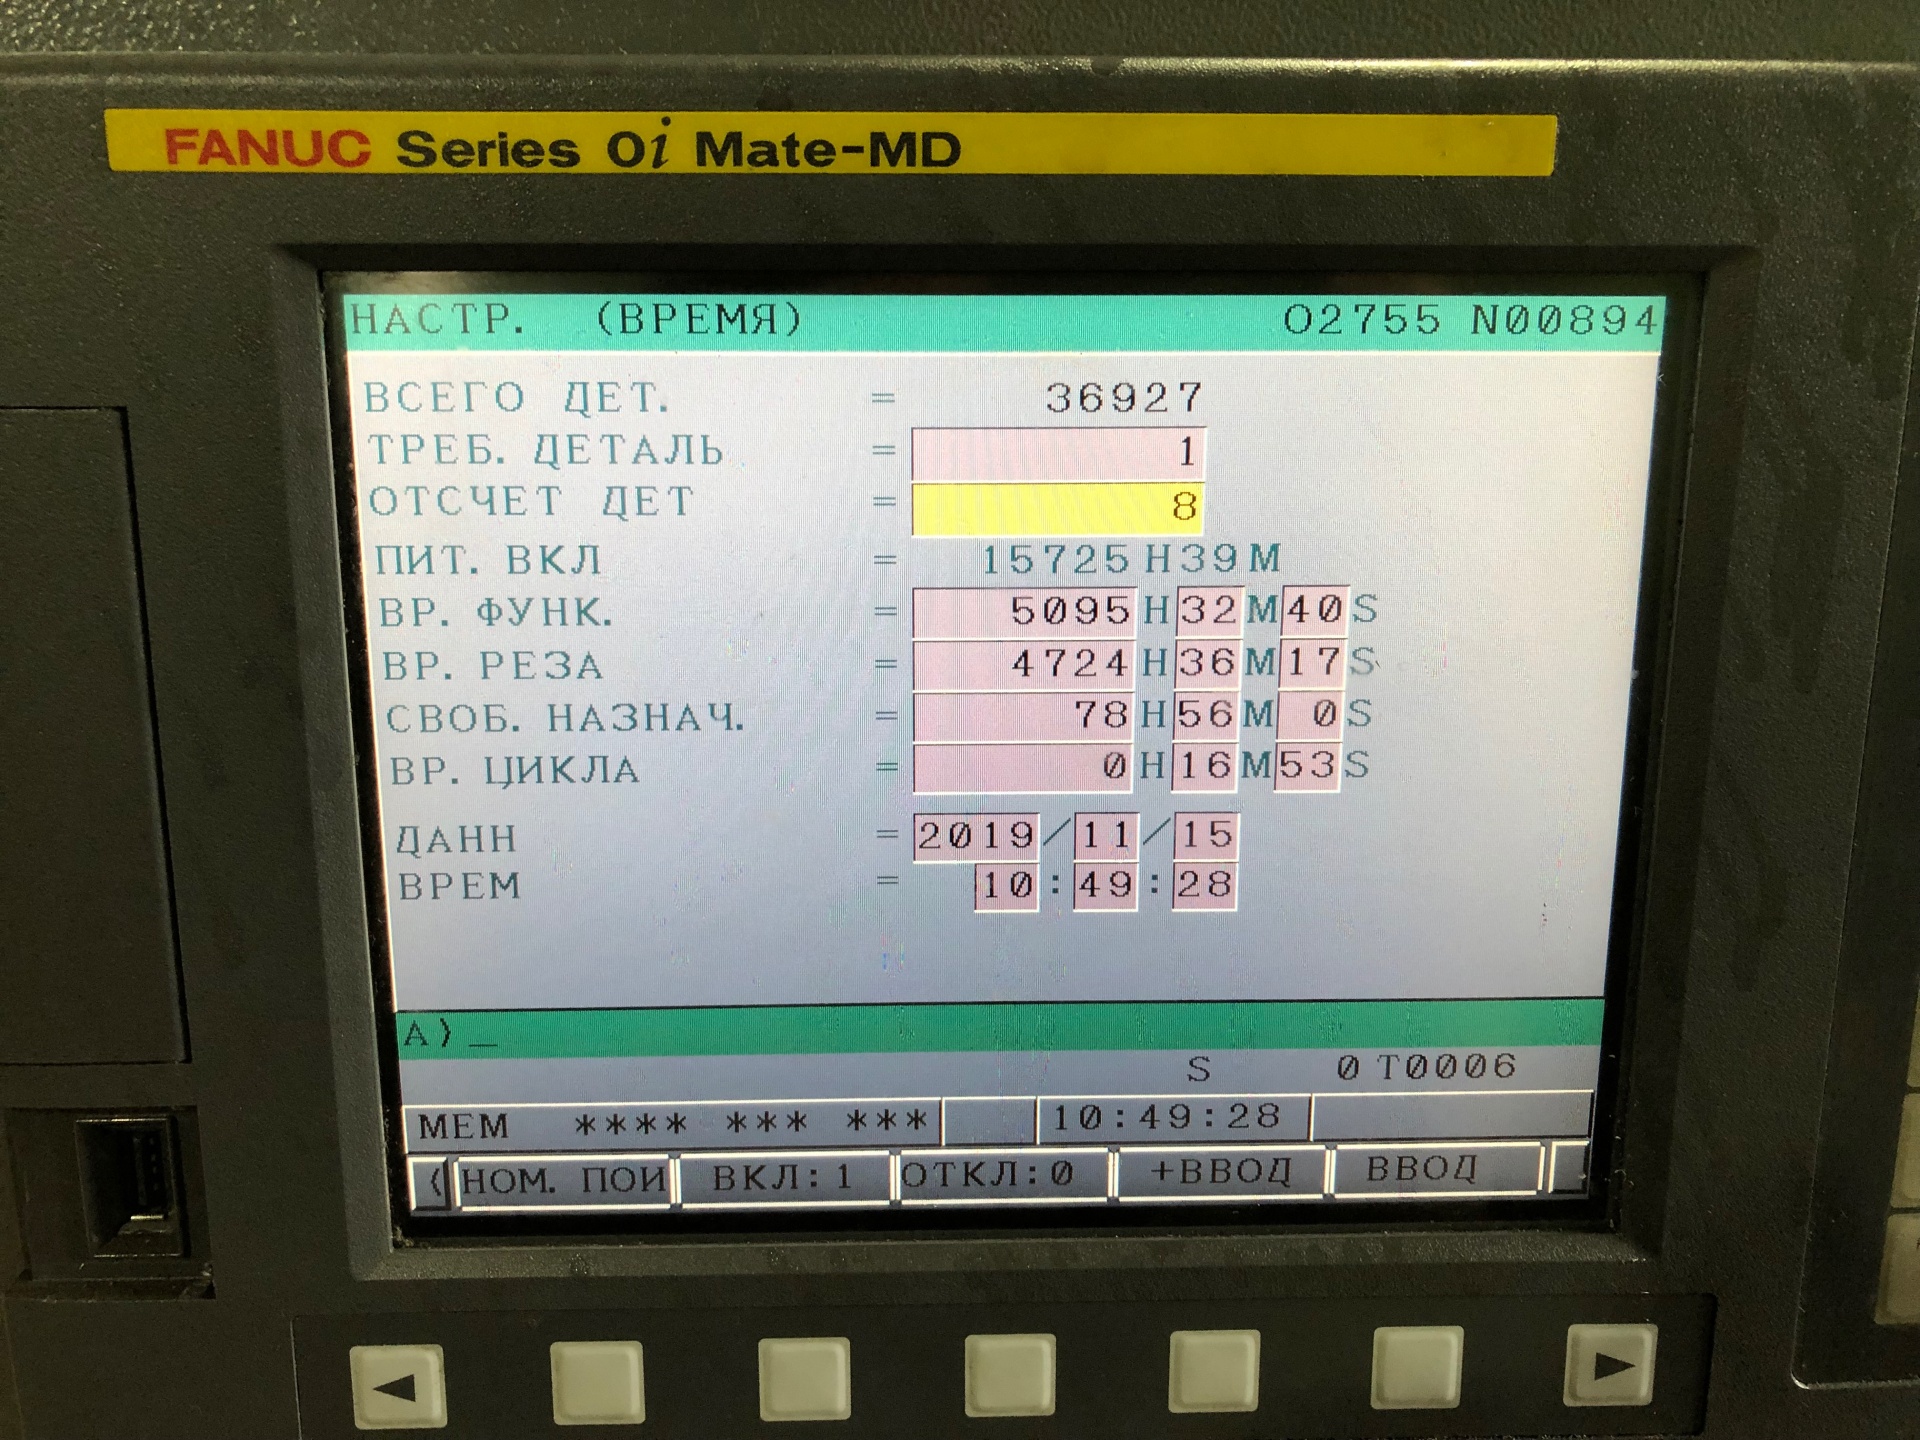 FANUC Series 0i Mate-MD
НАСТР. (ВРЕМЯ) O2755 N00894
ВСЕГО ДЕТ. = 36927
ТРЕБ. ДЕТАЛЬ = 1
ОТСЧЕТ ДЕТ = 8
ПИТ. ВКЛ = 15725H39M
ВР. ФУНК. = 5095H32M40S
ВР. РЕЗА = 4724H36M17S
СВОБ. НАЗНАЧ. = 78H56M 0S
ВР. ЦИКЛА = 0H16M53S
ДАНН = 2019/11/15
ВРЕМ = 10:49:28
A)_
S 0 T0006
MEM **** *** *** 10:49:28
( НОМ. ПОИ ВКЛ:1 ОТКЛ:0 +ВВОД ВВОД